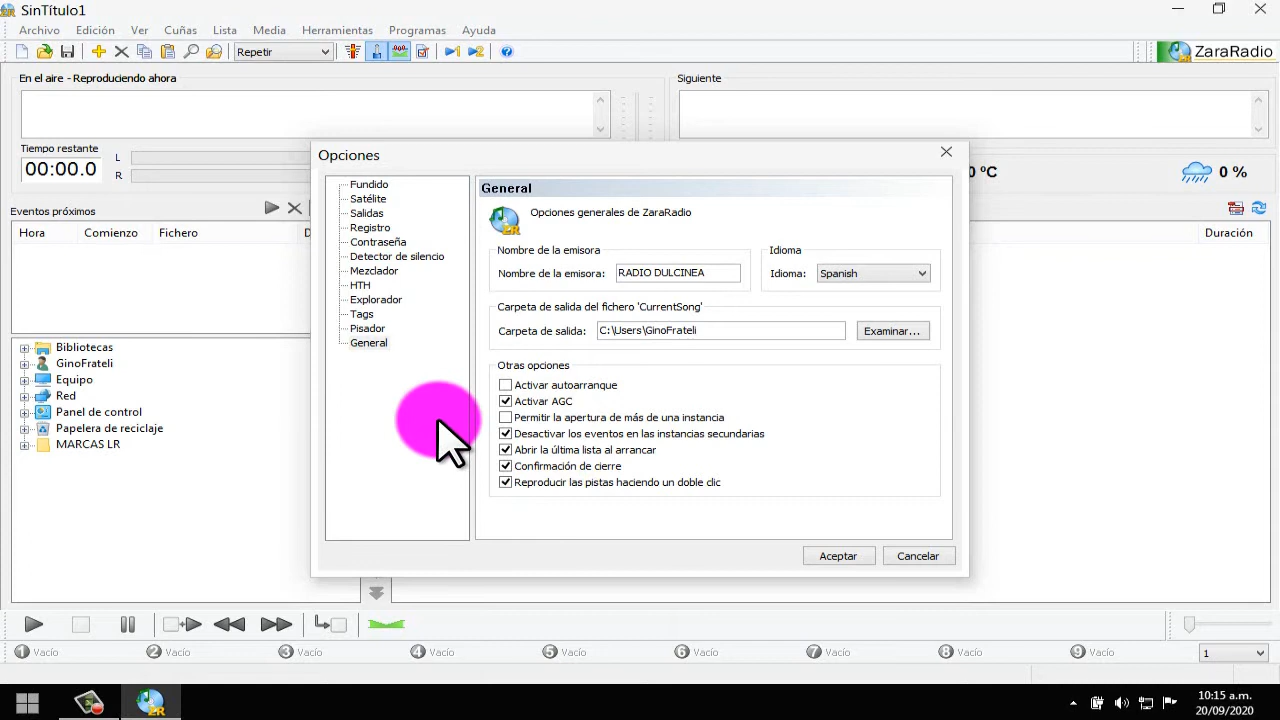 SinTítulo1
Archivo Edición Ver Cuñas Lista Media Herramientas Programas Ayuda
Repetir
1 2
ZaraRadio
En el aire - Reproduciendo ahora
Siguiente
Tiempo restante
00:00.0
L
R
0 ºC
0 %
Eventos próximos
Hora Comienzo Fichero D
Duración
Bibliotecas
GinoFrateli
Equipo
Red
Panel de control
Papelera de reciclaje
MARCAS LR
Opciones
Fundido
Satélite
Salidas
Registro
Contraseña
Detector de silencio
Mezclador
HTH
Explorador
Tags
Pisador
General
General
Opciones generales de ZaraRadio
Nombre de la emisora
Nombre de la emisora: RADIO DULCINEA
Idioma
Idioma: Spanish
Carpeta de salida del fichero 'CurrentSong'
Carpeta de salida: C:\Users\GinoFrateli Examinar...
Otras opciones
Activar autoarranque
Activar AGC
Permitir la apertura de más de una instancia
Desactivar los eventos en las instancias secundarias
Abrir la última lista al arrancar
Confirmación de cierre
Reproducir las pistas haciendo un doble clic
Aceptar Cancelar
1 Vacío 2 Vacío 3 Vacío 4 Vacío 5 Vacío 6 Vacío 7 Vacío 8 Vacío 9 Vacío 1
10:15 a.m.
20/09/2020